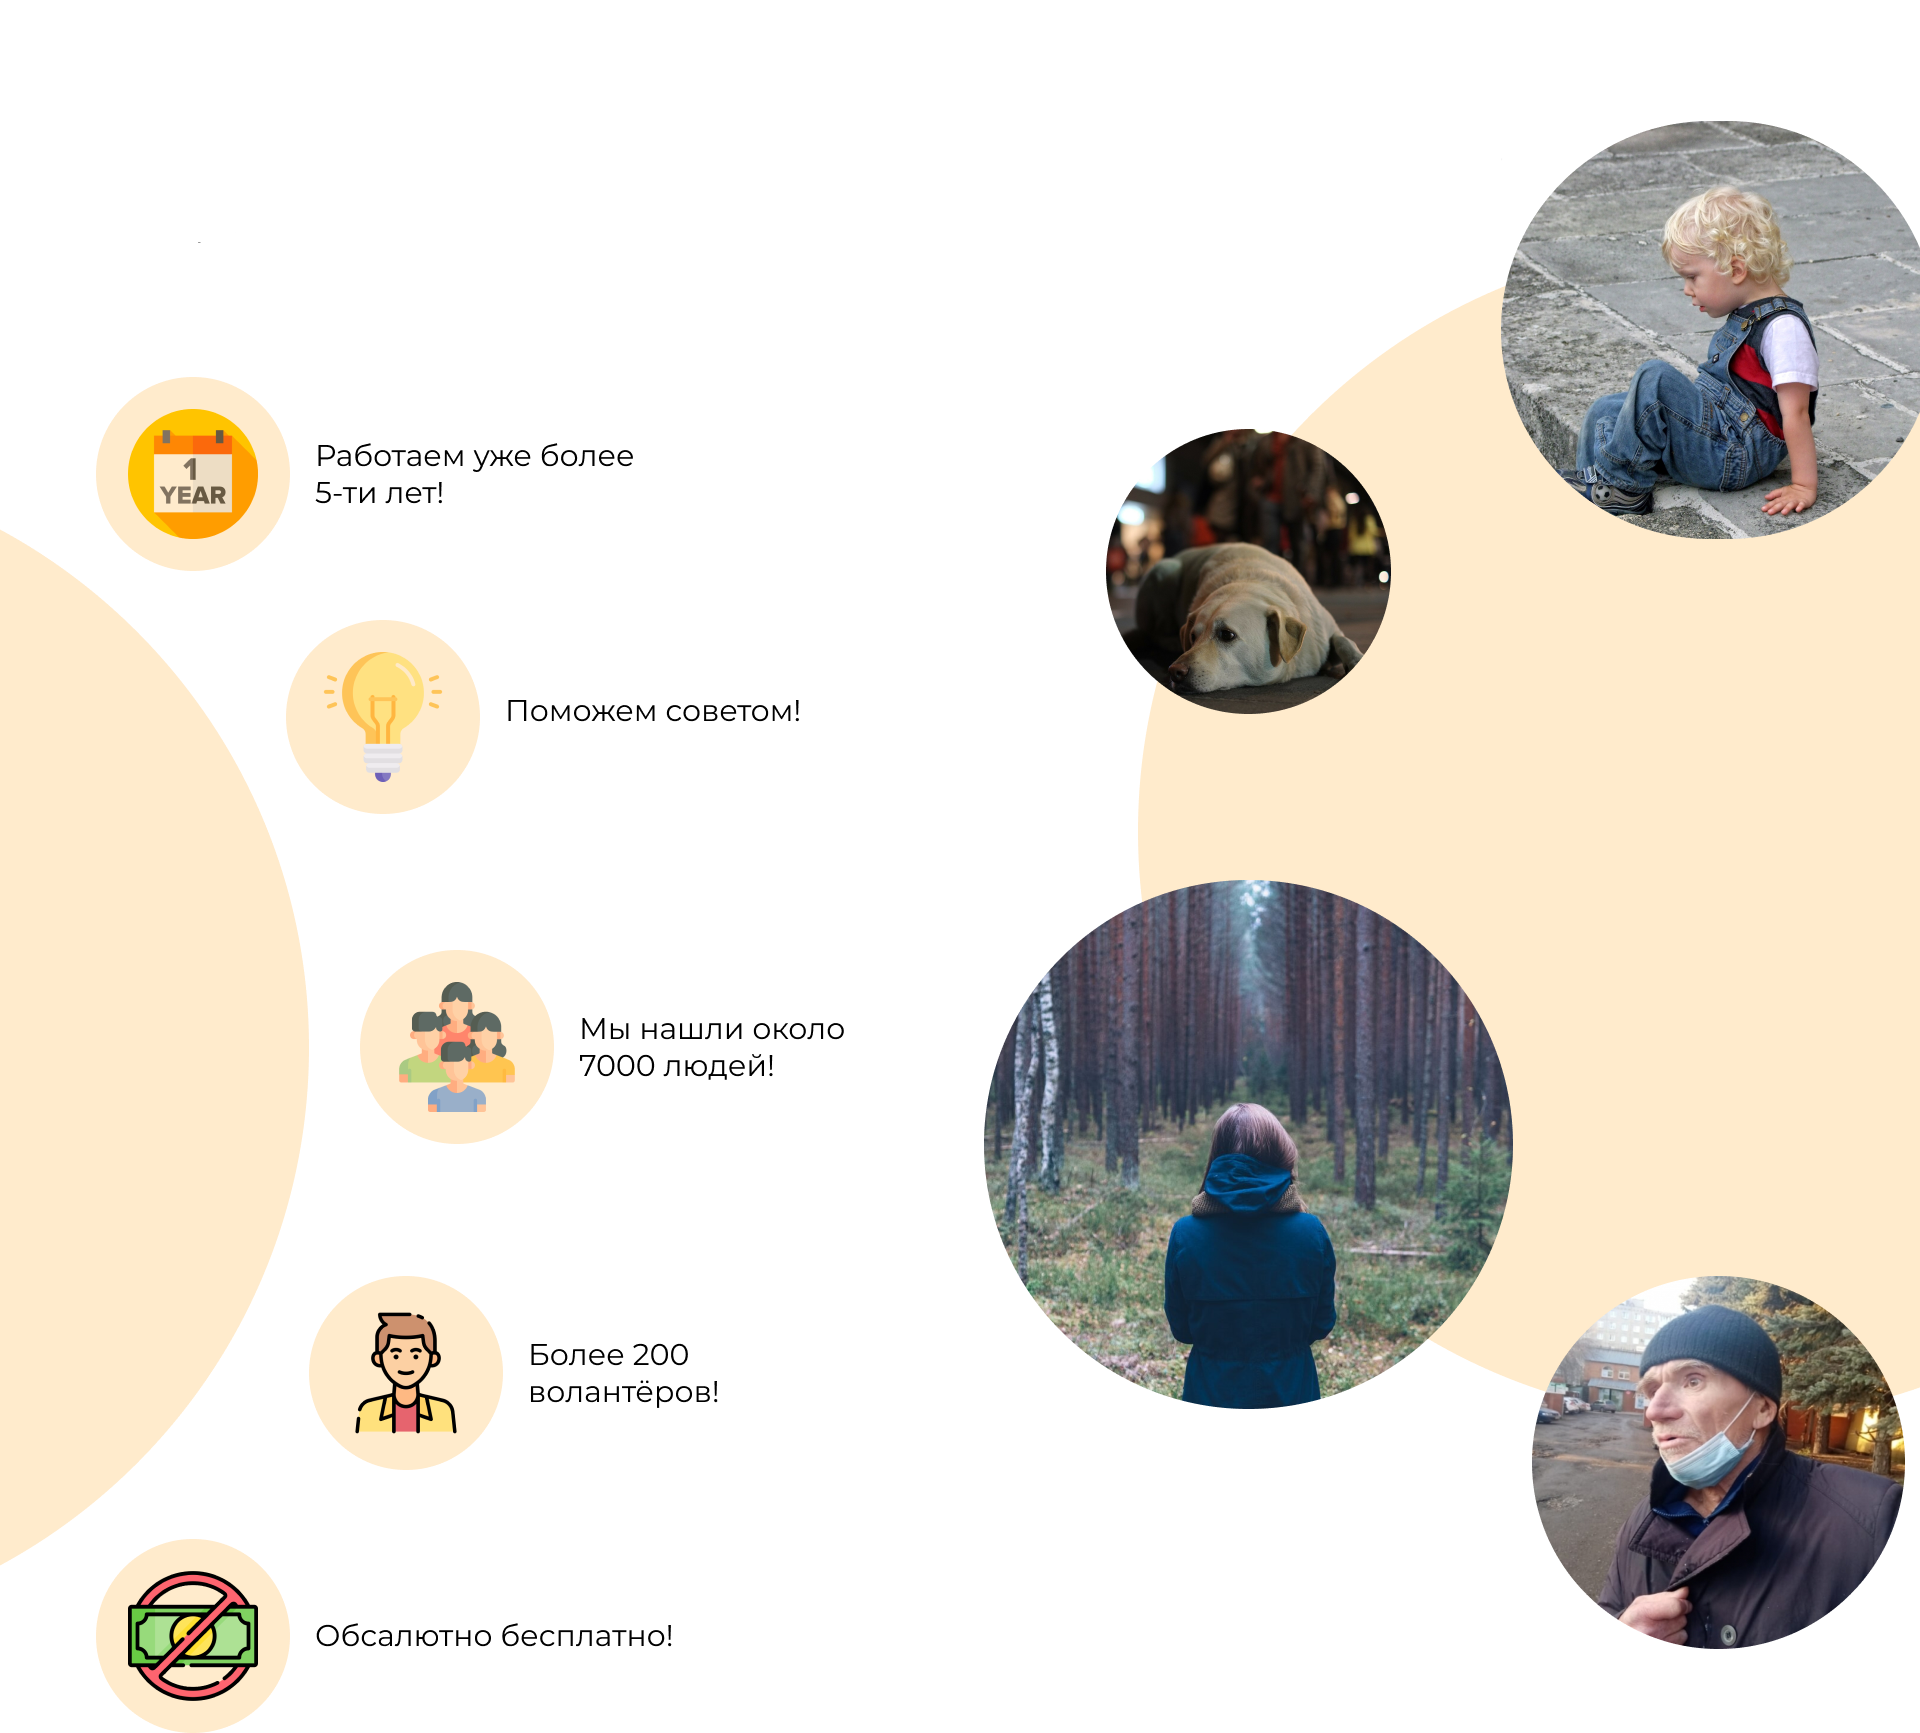 1
YEAR
Работаем уже более
5-ти лет!
Поможем советом!
Мы нашли около
7000 людей!
Более 200
волантёров!
Обсалютно бесплатно!